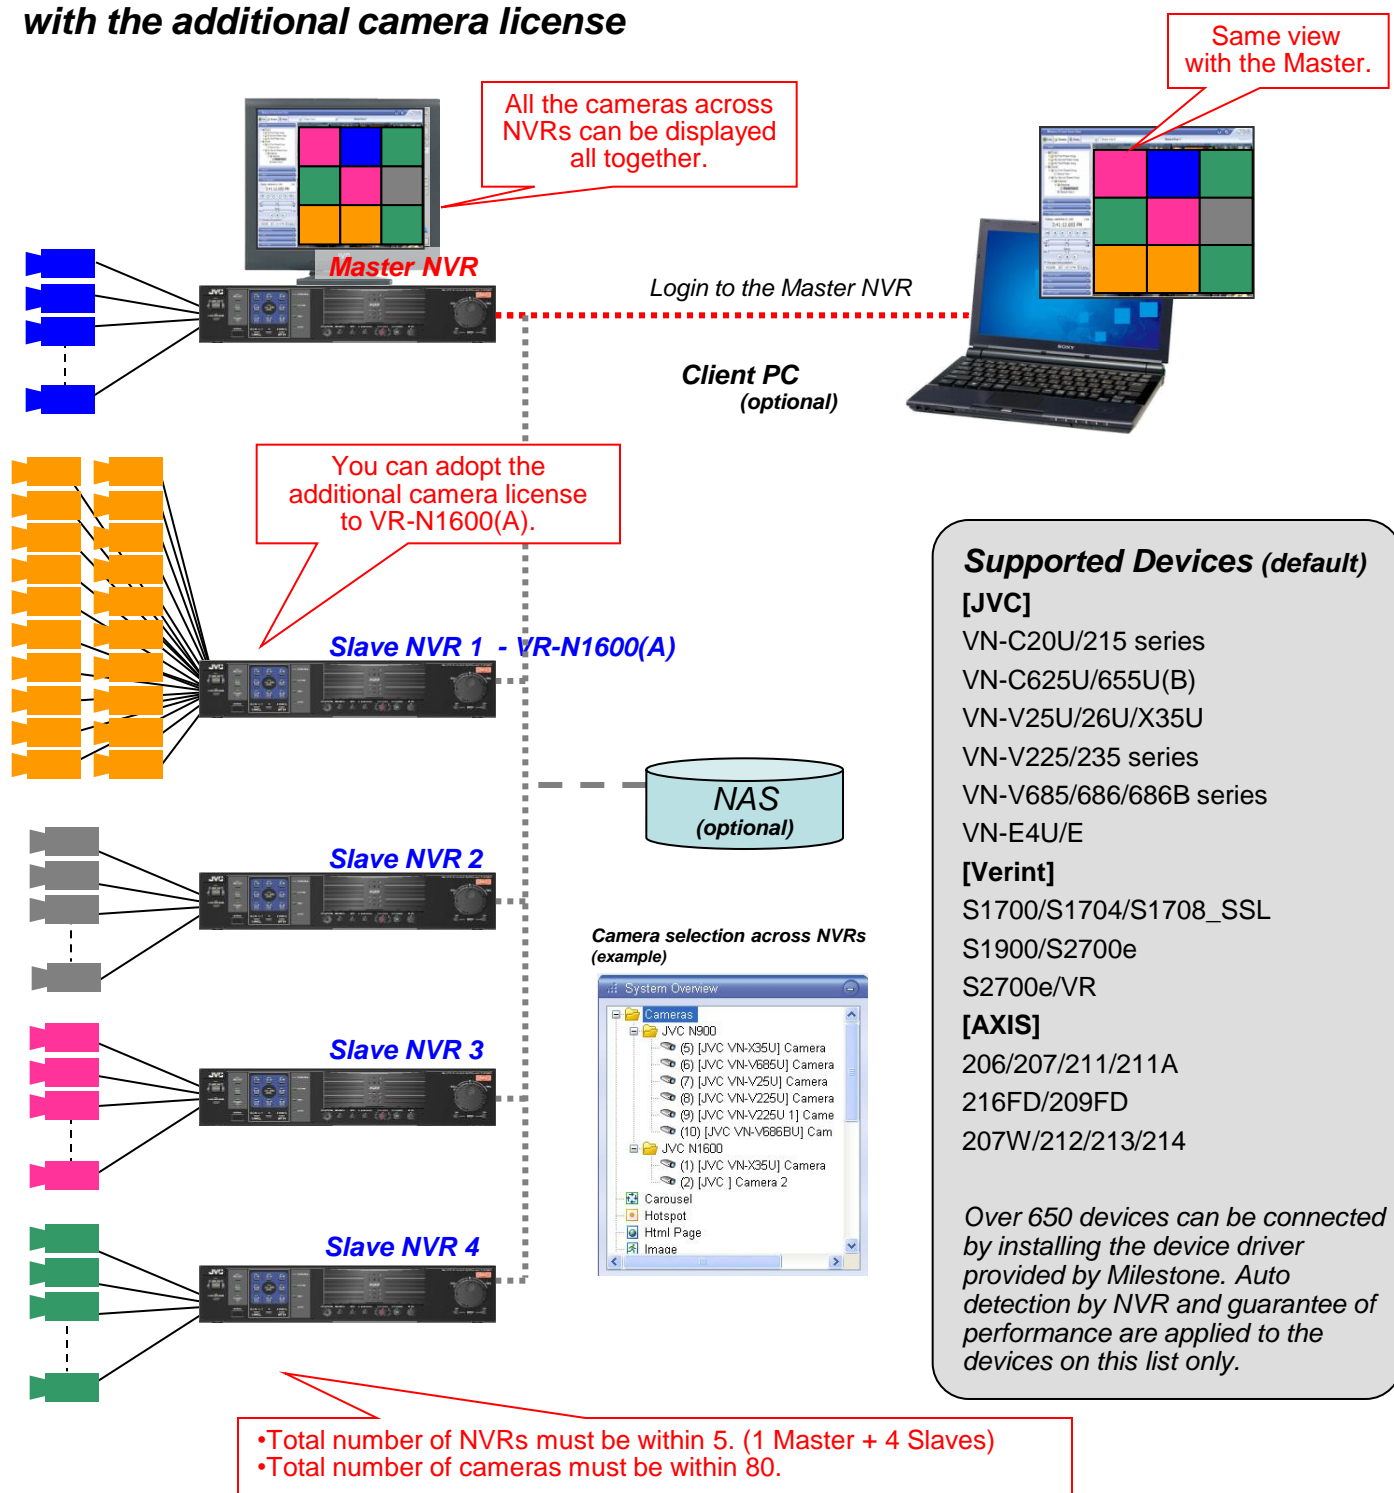 with the additional camera license
Same view
with the Master.
All the cameras across
NVRs can be displayed
all together.
Master NVR
Login to the Master NVR
Client PC
(optional)
SONY
You can adopt the
additional camera license
to VR-N1600(A).
Slave NVR 1 - VR-N1600(A)
JVC
NAS
(optional)
Slave NVR 2
JVC
Slave NVR 3
JVC
Slave NVR 4
JVC
Camera selection across NVRs
(example)
System Overview
Cameras
JVC N900
(5) [JVC VN-X35U] Camera
(6) [JVC VN-V685U] Camera
(7) [JVC VN-V25U] Camera
(8) [JVC VN-V225U] Camera
(9) [JVC VN-V225U 1] Came
(10) [JVC VN-V686BU] Cam
JVC N1600
(1) [JVC VN-X35U] Camera
(2) [JVC ] Camera 2
Carousel
Hotspot
Html Page
Image
Supported Devices (default)
[JVC]
VN-C20U/215 series
VN-C625U/655U(B)
VN-V25U/26U/X35U
VN-V225/235 series
VN-V685/686/686B series
VN-E4U/E
[Verint]
S1700/S1704/S1708_SSL
S1900/S2700e
S2700e/VR
[AXIS]
206/207/211/211A
216FD/209FD
207W/212/213/214
Over 650 devices can be connected
by installing the device driver
provided by Milestone. Auto
detection by NVR and guarantee of
performance are applied to the
devices on this list only.
•Total number of NVRs must be within 5. (1 Master + 4 Slaves)
•Total number of cameras must be within 80.